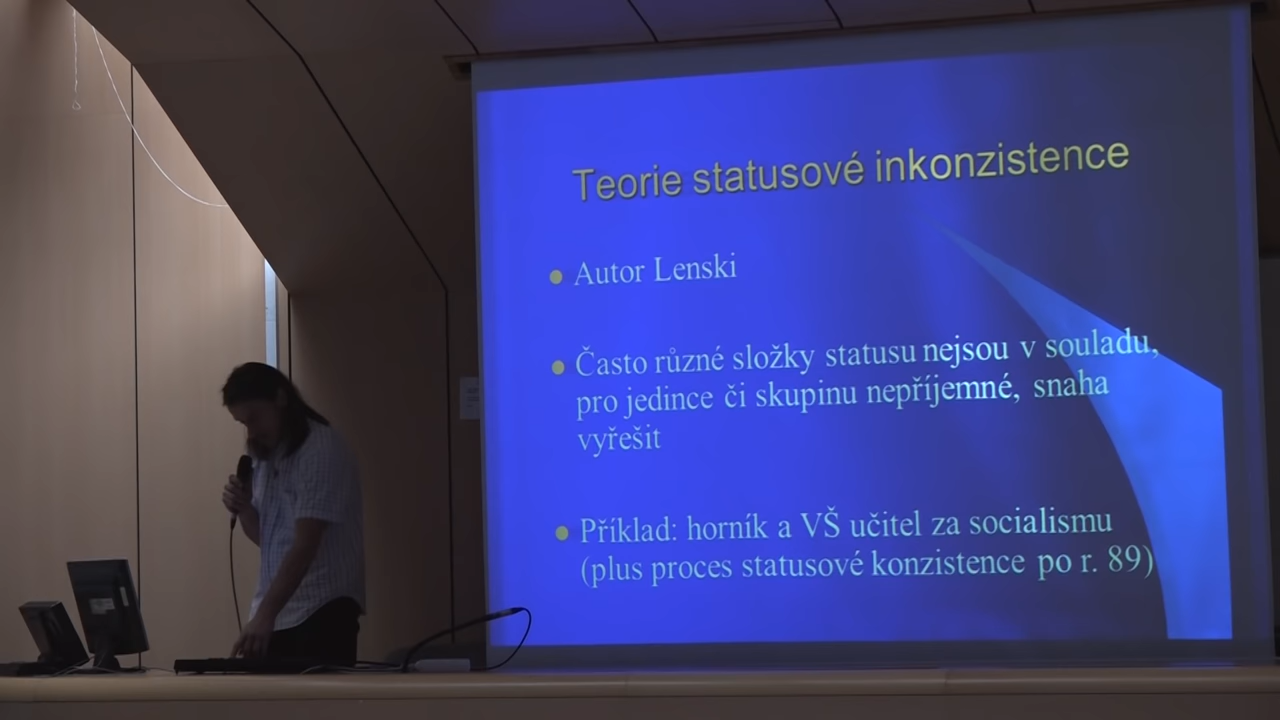 Teorie statusové inkonzistence
Autor Lenski
Často různé složky statusu nejsou v souladu,
pro jedince či skupinu nepříjemné, snaha
vyřešit
Příklad: horník a VŠ učitel za socialismu
(plus proces statusové konzistence po r. 89)